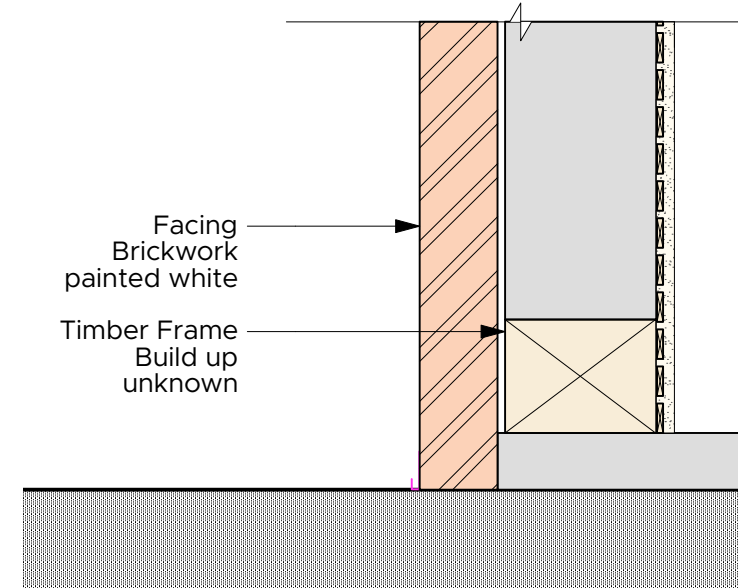 Facing
Brickwork
painted white
Timber Frame
Build up
unknown